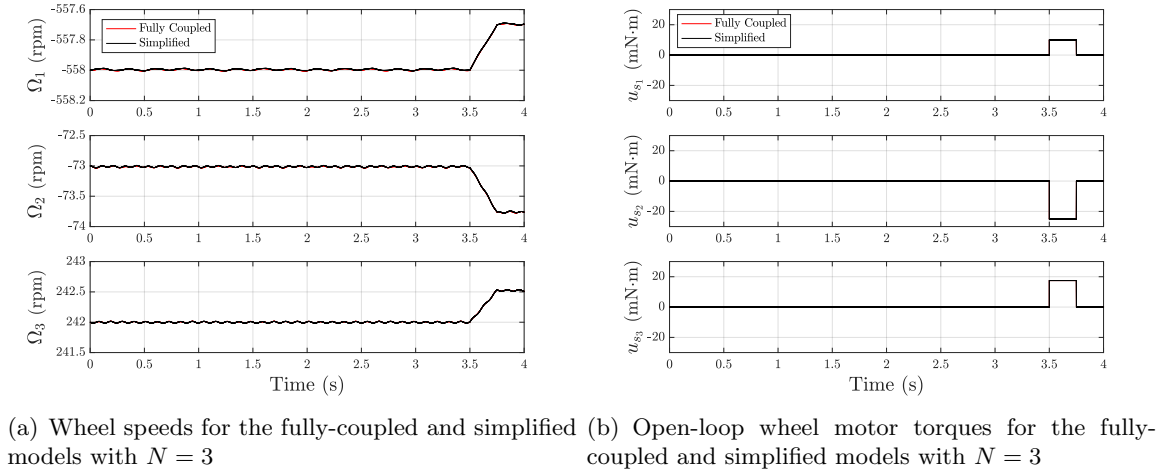 -557.6
-557.8
-558
-558.2
Ω1 (rpm)
Fully Coupled
Simplified
0 0.5 1 1.5 2 2.5 3 3.5 4
-72.5
-73
-73.5
-74
Ω2 (rpm)
0 0.5 1 1.5 2 2.5 3 3.5 4
243
242.5
242
241.5
Ω3 (rpm)
0 0.5 1 1.5 2 2.5 3 3.5 4
Time (s)
20
0
-20
us1 (mN·m)
Fully Coupled
Simplified
0 0.5 1 1.5 2 2.5 3 3.5 4
20
0
-20
us2 (mN·m)
0 0.5 1 1.5 2 2.5 3 3.5 4
20
0
-20
us3 (mN·m)
0 0.5 1 1.5 2 2.5 3 3.5 4
Time (s)
(a) Wheel speeds for the fully-coupled and simplified
models with N = 3
(b) Open-loop wheel motor torques for the fully-
coupled and simplified models with N = 3